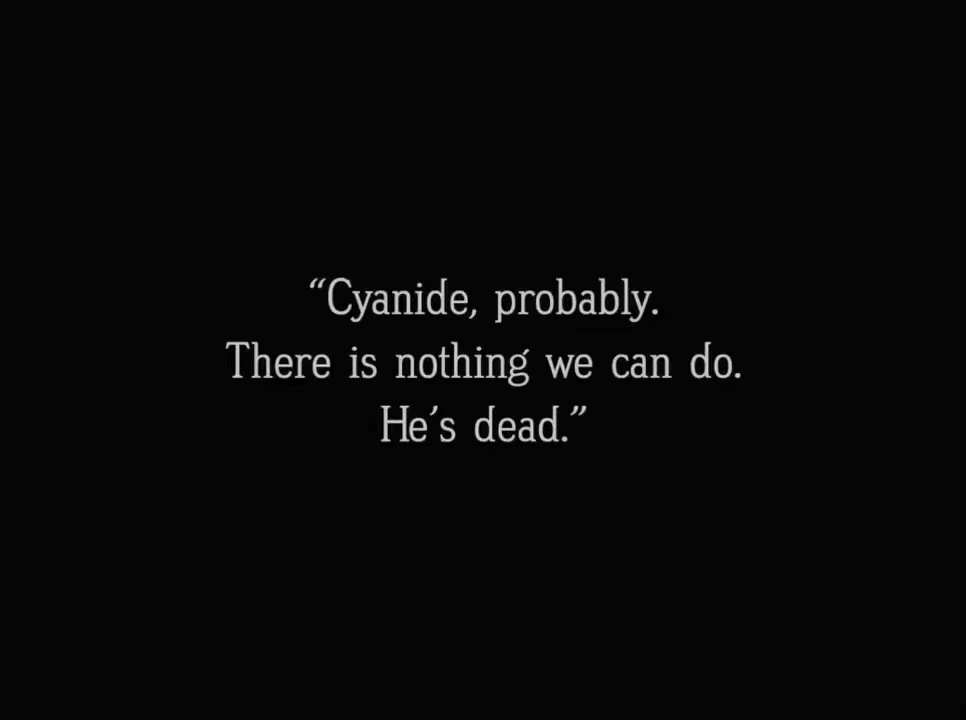 “Cyanide, probably.
There is nothing we can do.
He’s dead.”